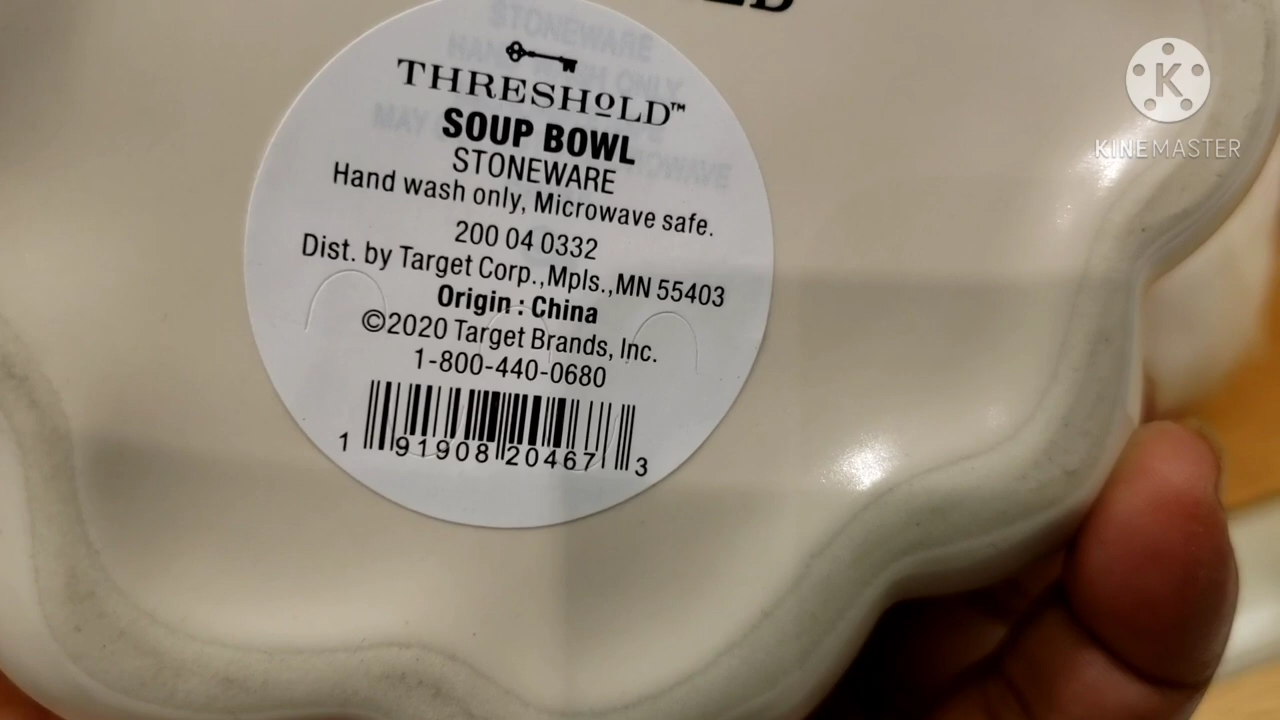 THRESHOLD™
SOUP BOWL
STONEWARE
Hand wash only, Microwave safe.
200 04 0332
Dist. by Target Corp.,Mpls.,MN 55403
Origin : China
©2020 Target Brands, Inc.
1-800-440-0680
1 91908 20467 3
STONEWARE
K
KINEMASTER